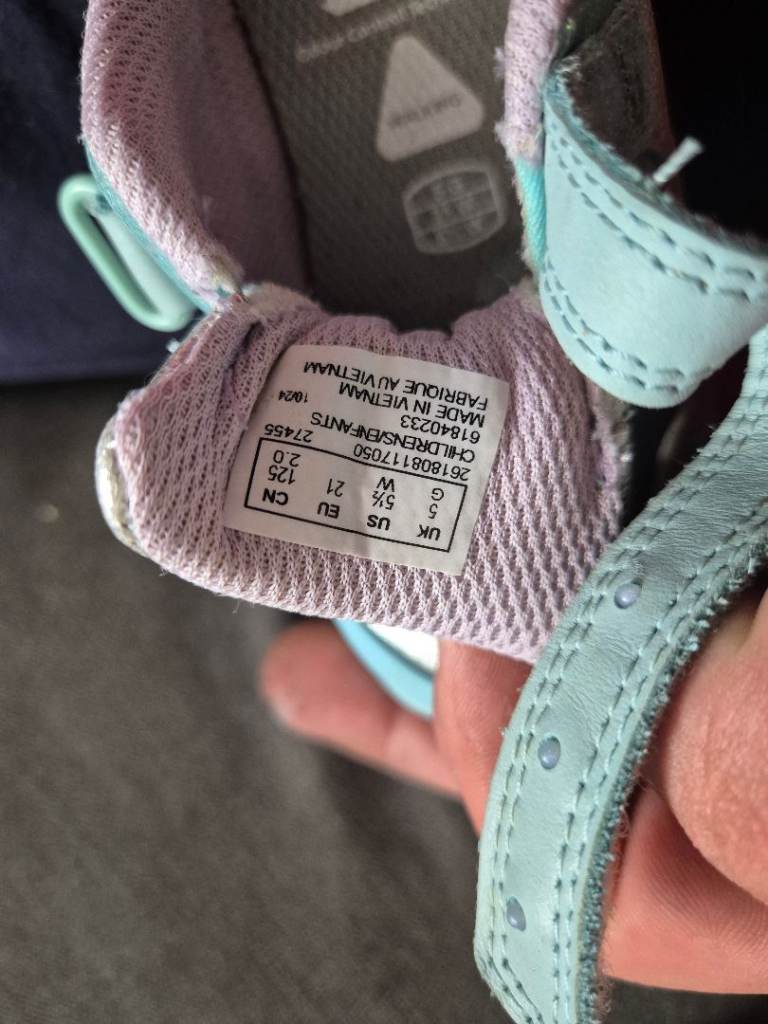 UK US EU CN
5 5½ 21 125
G W 2.0
261808117050
CHILDRENS/ENFANTS 27455
61840233
MADE IN VIETNAM 10/24
FABRIQUE AU VIETNAM